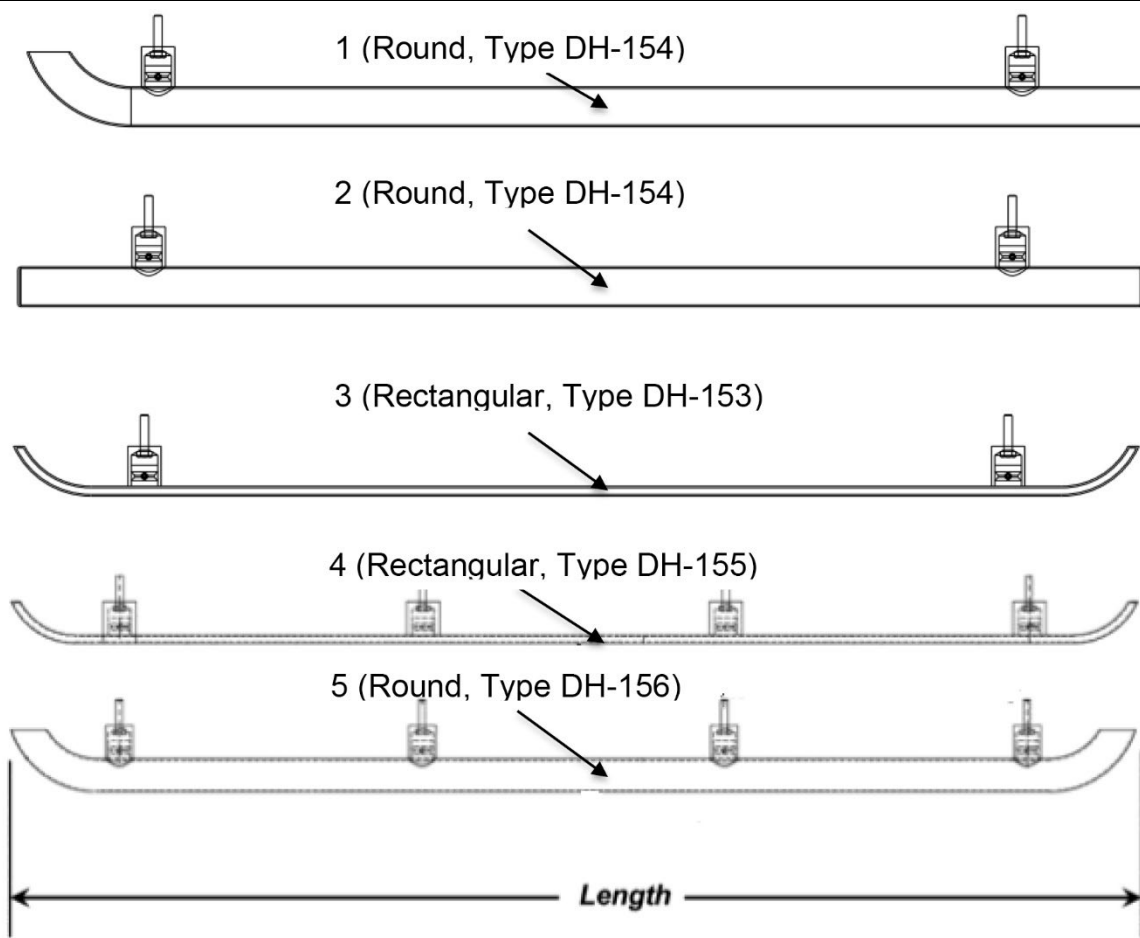 1 (Round, Type DH-154)
2 (Round, Type DH-154)
3 (Rectangular, Type DH-153)
4 (Rectangular, Type DH-155)
5 (Round, Type DH-156)
Length